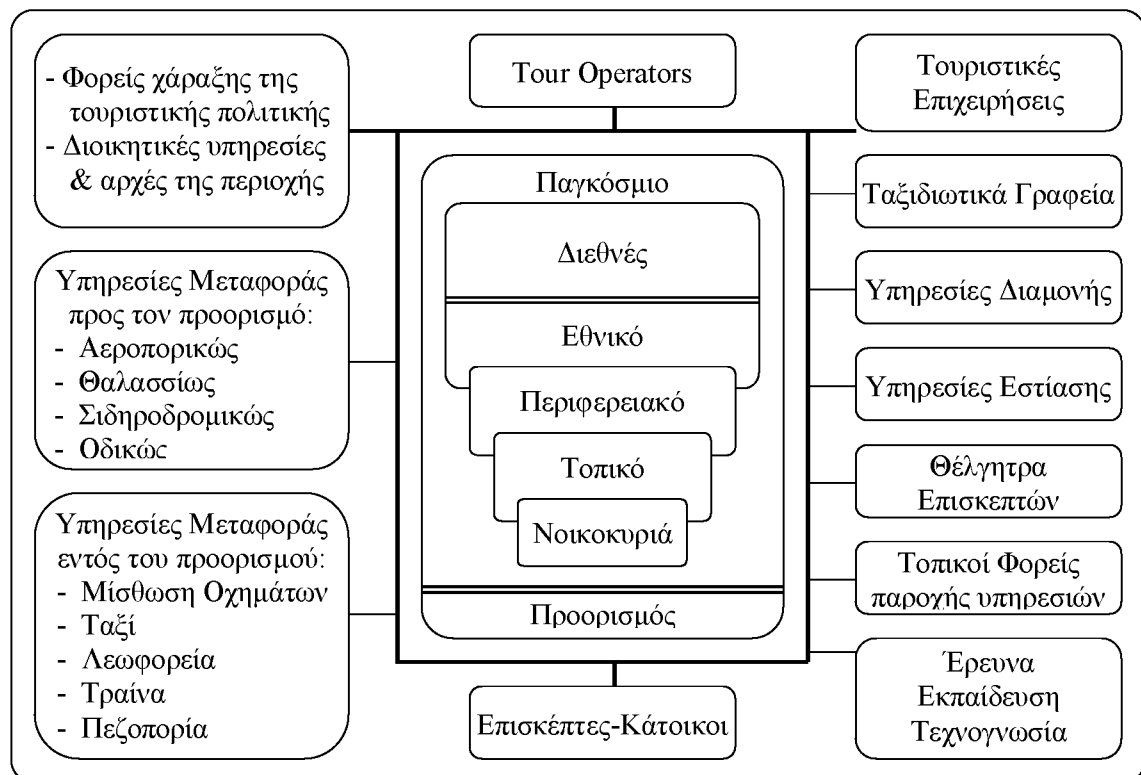 - Φορείς χάραξης της
τουριστικής πολιτικής
- Διοικητικές υπηρεσίες
& αρχές της περιοχής
Υπηρεσίες Μεταφοράς
προς τον προορισμό:
- Αεροπορικώς
- Θαλασσίως
- Σιδηροδρομικώς
- Οδικώς
Υπηρεσίες Μεταφοράς
εντός του προορισμού:
- Μίσθωση Οχημάτων
- Ταξί
- Λεωφορεία
- Τραίνα
- Πεζοπορία
Tour Operators
Παγκόσμιο
Διεθνές
Εθνικό
Περιφερειακό
Τοπικό
Νοικοκυριά
Προορισμός
Επισκέπτες-Κάτοικοι
Τουριστικές
Επιχειρήσεις
Ταξιδιωτικά Γραφεία
Υπηρεσίες Διαμονής
Υπηρεσίες Εστίασης
Θέλγητρα
Επισκεπτών
Τοπικοί Φορείς
παροχής υπηρεσιών
Έρευνα
Εκπαίδευση
Τεχνογνωσία